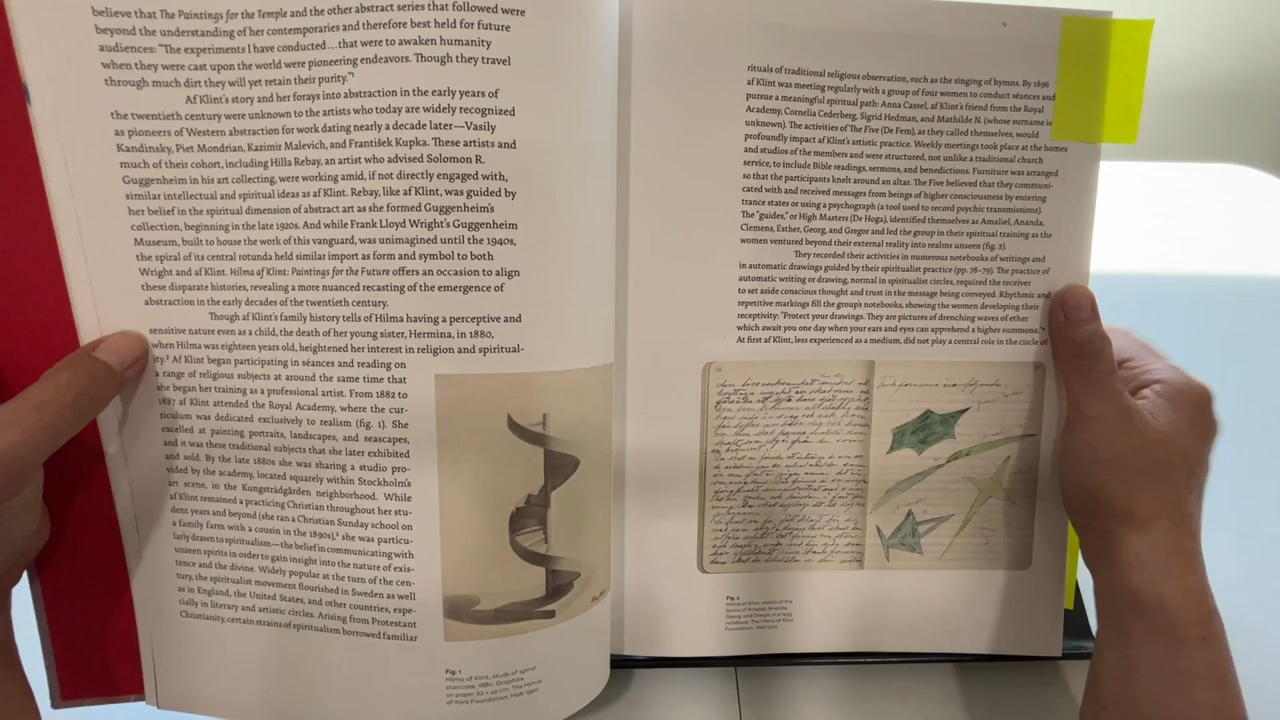 believe that The Paintings for the Temple and the other abstract series that followed were
beyond the understanding of her contemporaries and therefore best held for future
audiences: "The experiments I have conducted…that were to awaken humanity
when they were cast upon the world were pioneering endeavors. Though they travel
through much dirt they will yet retain their purity."¹
Af Klint's story and her forays into abstraction in the early years of
the twentieth century were unknown to the artists who today are widely recognized
as pioneers of Western abstraction for work dating nearly a decade later—Vasily
Kandinsky, Piet Mondrian, Kazimir Malevich, and František Kupka. These artists and
much of their cohort, including Hilla Rebay, an artist who advised Solomon R.
Guggenheim in his art collecting, were working amid, if not directly engaged with,
similar intellectual and spiritual ideas as af Klint. Rebay, like af Klint, was guided by
her belief in the spiritual dimension of abstract art as she formed Guggenheim's
collection, beginning in the late 1920s. And while Frank Lloyd Wright's Guggenheim
Museum, built to house the work of this vanguard, was unimagined until the 1940s,
the spiral of its central rotunda held similar import as form and symbol to both
Wright and af Klint. Hilma af Klint: Paintings for the Future offers an occasion to align
these disparate histories, revealing a more nuanced recasting of the emergence of
abstraction in the early decades of the twentieth century.
Though af Klint's family history tells of Hilma having a perceptive and
sensitive nature even as a child, the death of her young sister, Hermina, in 1880,
when Hilma was eighteen years old, heightened her interest in religion and spiritual-
ity.² Af Klint began participating in séances and reading on
a range of religious subjects at around the same time that
she began her training as a professional artist. From 1882 to
1887 af Klint attended the Royal Academy, where the cur-
riculum was dedicated exclusively to realism (fig. 1). She
excelled at painting portraits, landscapes, and seascapes,
and it was these traditional subjects that she later exhibited
and sold. By the late 1880s she was sharing a studio pro-
vided by the academy, located squarely within Stockholm's
art scene, in the Kungsträdgården neighborhood. While
af Klint remained a practicing Christian throughout her stu-
dent years and beyond (she ran a Christian Sunday school on
a family farm with a cousin in the 1890s),³ she was particu-
larly drawn to spiritualism—the belief in communicating with
unseen spirits in order to gain insight into the nature of exis-
tence and the divine. Widely popular at the turn of the cen-
tury, the spiritualist movement flourished in Sweden as well
as in England, the United States, and other countries, espe-
cially in literary and artistic circles. Arising from Protestant
Christianity, certain strains of spiritualism borrowed familiar
Fig. 1
Hilma af Klint, study of spiral
staircase, 1880. Graphite
on paper, The Hilma
af Klint Foundation, HaK
19
rituals of traditional religious observation, such as the singing of hymns. By 1896
af Klint was meeting regularly with a group of four women to conduct séances and
pursue a meaningful spiritual path: Anna Cassel, af Klint's friend from the Royal
Academy, Cornelia Cederberg, Sigrid Hedman, and Mathilde N. (whose surname is
unknown). The activities of The Five (De Fem), as they called themselves, would
profoundly impact af Klint's artistic practice. Weekly meetings took place at the homes
and studios of the members and were structured, not unlike a traditional church
service, to include Bible readings, sermons, and benedictions. Furniture was arranged
so that the participants knelt around an altar. The Five believed that they communi-
cated with and received messages from beings of higher consciousness by entering
trance states or using a psychograph (a tool used to record psychic transmissions).
The "guides," or High Masters (De Höga), identified themselves as Amaliel, Ananda,
Clemens, Esther, Georg, and Gregor and led the group in their spiritual training as the
women ventured beyond their external reality into realms unseen (fig. 2).
They recorded their activities in numerous notebooks of writings and
in automatic drawings guided by their spiritualist practice (pp. 78–79). The practice of
automatic writing or drawing, normal in spiritualist circles, required the receiver
to set aside conscious thought and trust in the message being conveyed. Rhythmic and
repetitive markings fill the group's notebooks, showing the women developing their
receptivity: "Protect your drawings. They are pictures of drenching waves of ether
which await you one day when your ears and eyes can apprehend a higher summons."⁴
At first af Klint, less experienced as a medium, did not play a central role in the circle of
Fig. 2
Hilma af Klint, sketch of the
forms of Amaliel, Ananda,
Georg, and Gregor, in a
notebook. The Hilma af Klint
Foundation, HaK